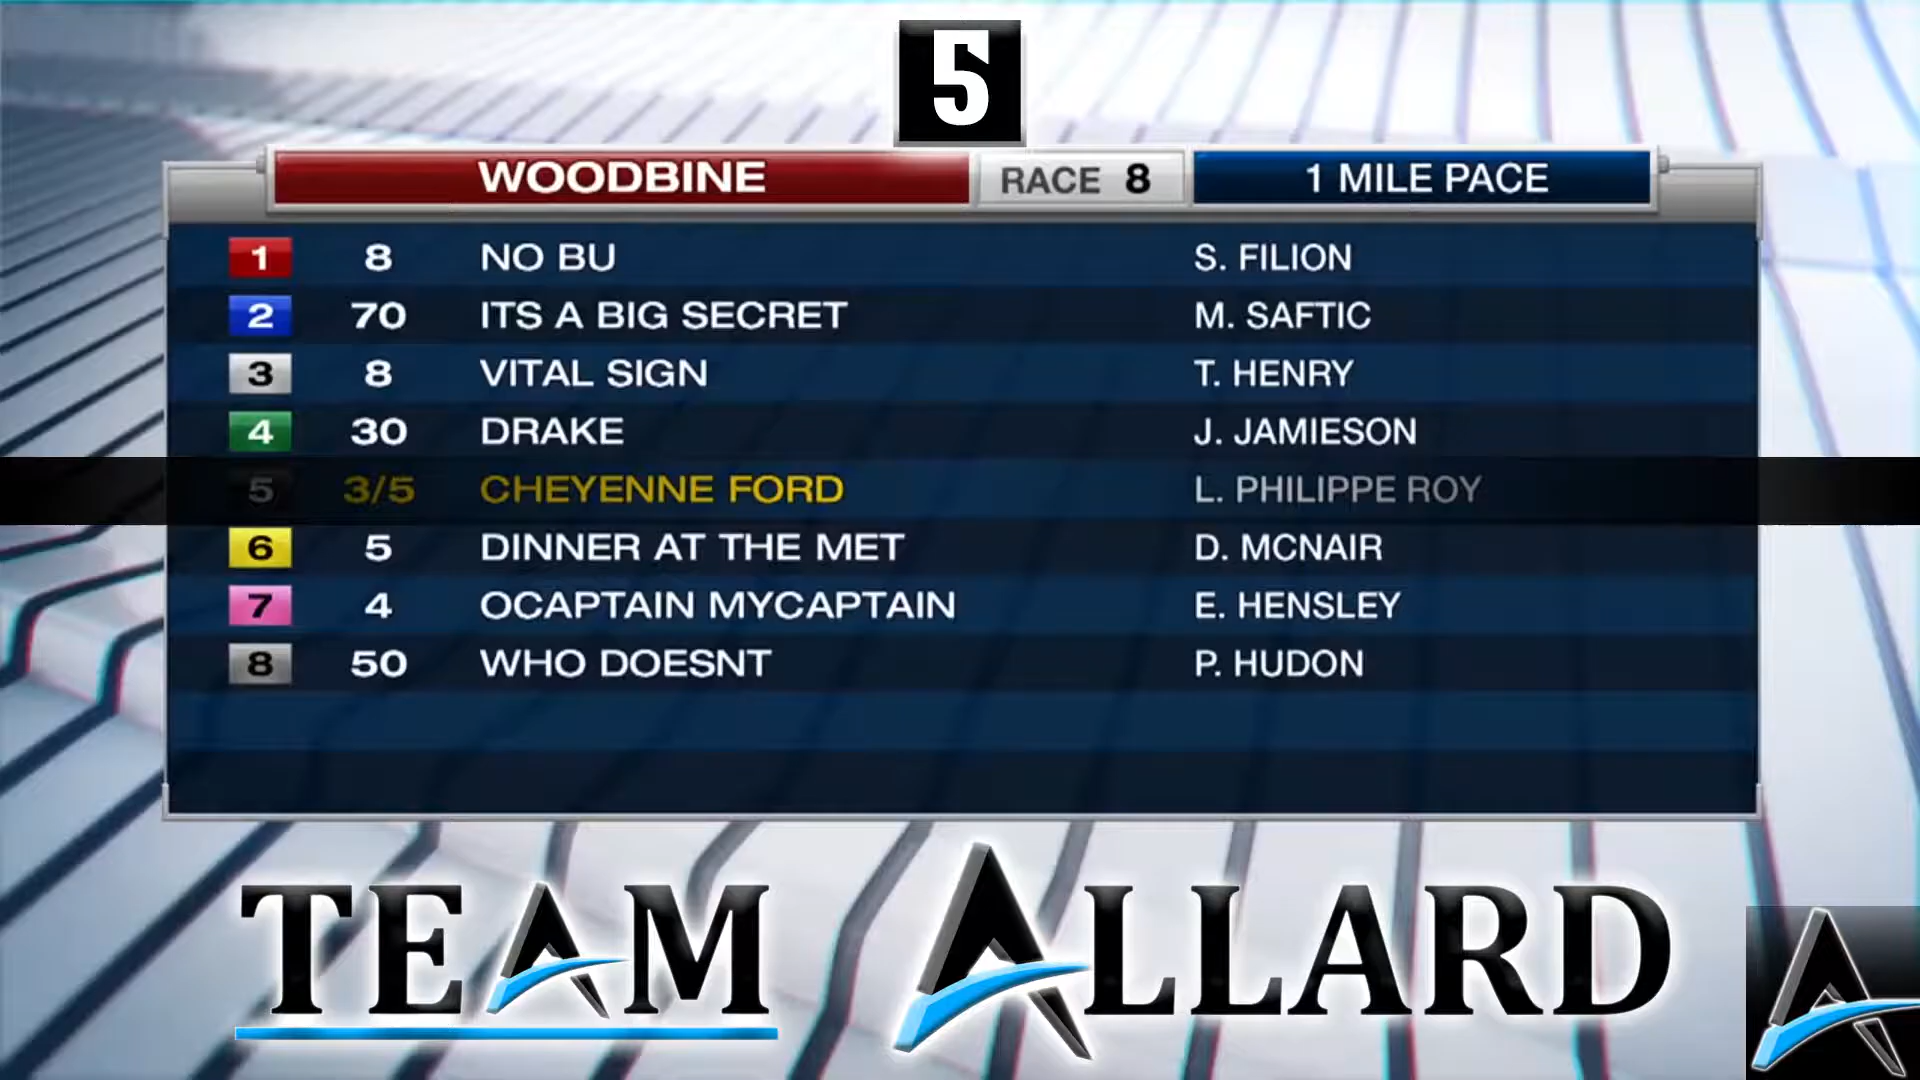 5
WOODBINE RACE 8 1 MILE PACE
1 8 NO BU S. FILION
2 70 ITS A BIG SECRET M. SAFTIC
3 8 VITAL SIGN T. HENRY
4 30 DRAKE J. JAMIESON
5 3/5 CHEYENNE FORD L. PHILIPPE ROY
6 5 DINNER AT THE MET D. MCNAIR
7 4 OCAPTAIN MYCAPTAIN E. HENSLEY
8 50 WHO DOESNT P. HUDON
TEAM ALLARD
A